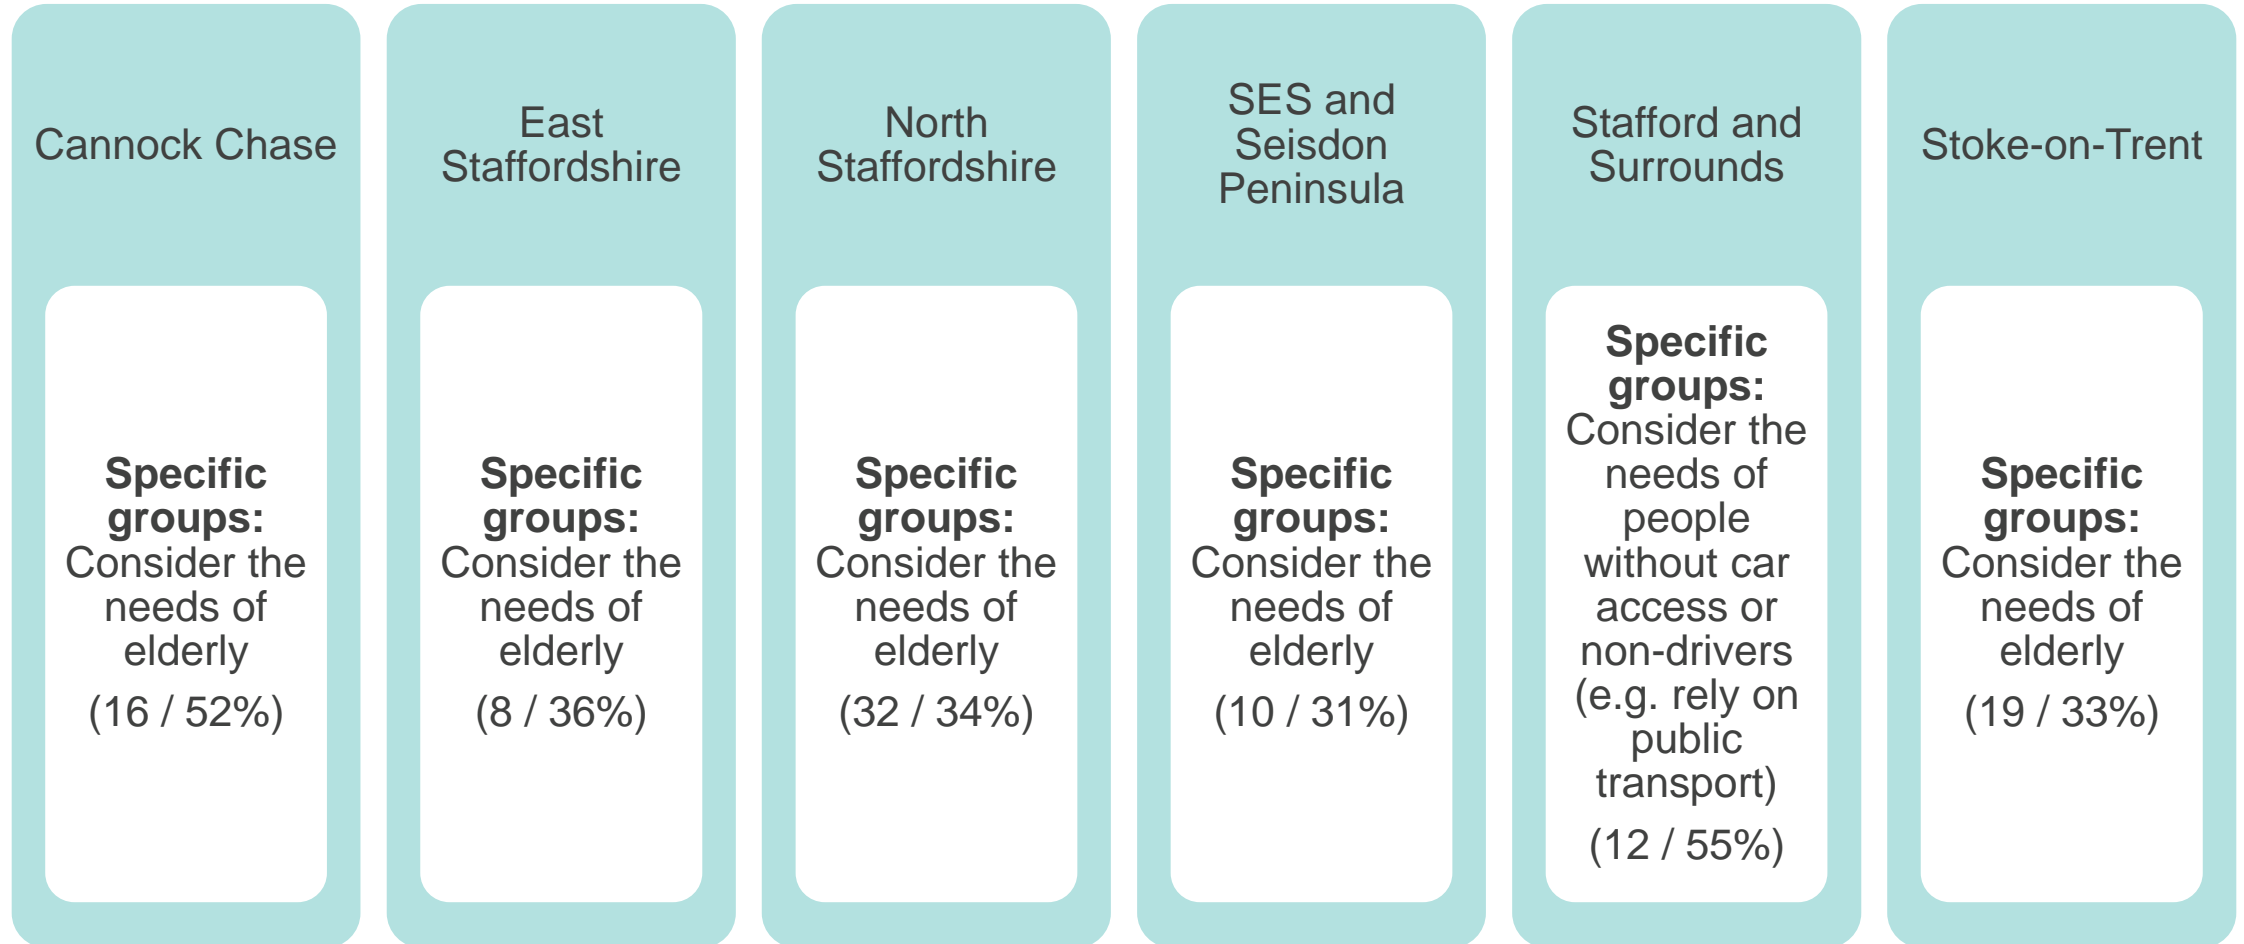 Cannock Chase
Specific
groups:
Consider the
needs of
elderly
(16 / 52%)
East
Staffordshire
Specific
groups:
Consider the
needs of
elderly
(8 / 36%)
North
Staffordshire
Specific
groups:
Consider the
needs of
elderly
(32 / 34%)
SES and
Seisdon
Peninsula
Specific
groups:
Consider the
needs of
elderly
(10 / 31%)
Stafford and
Surrounds
Specific
groups:
Consider the
needs of
people
without car
access or
non-drivers
(e.g. rely on
public
transport)
(12 / 55%)
Stoke-on-Trent
Specific
groups:
Consider the
needs of
elderly
(19 / 33%)